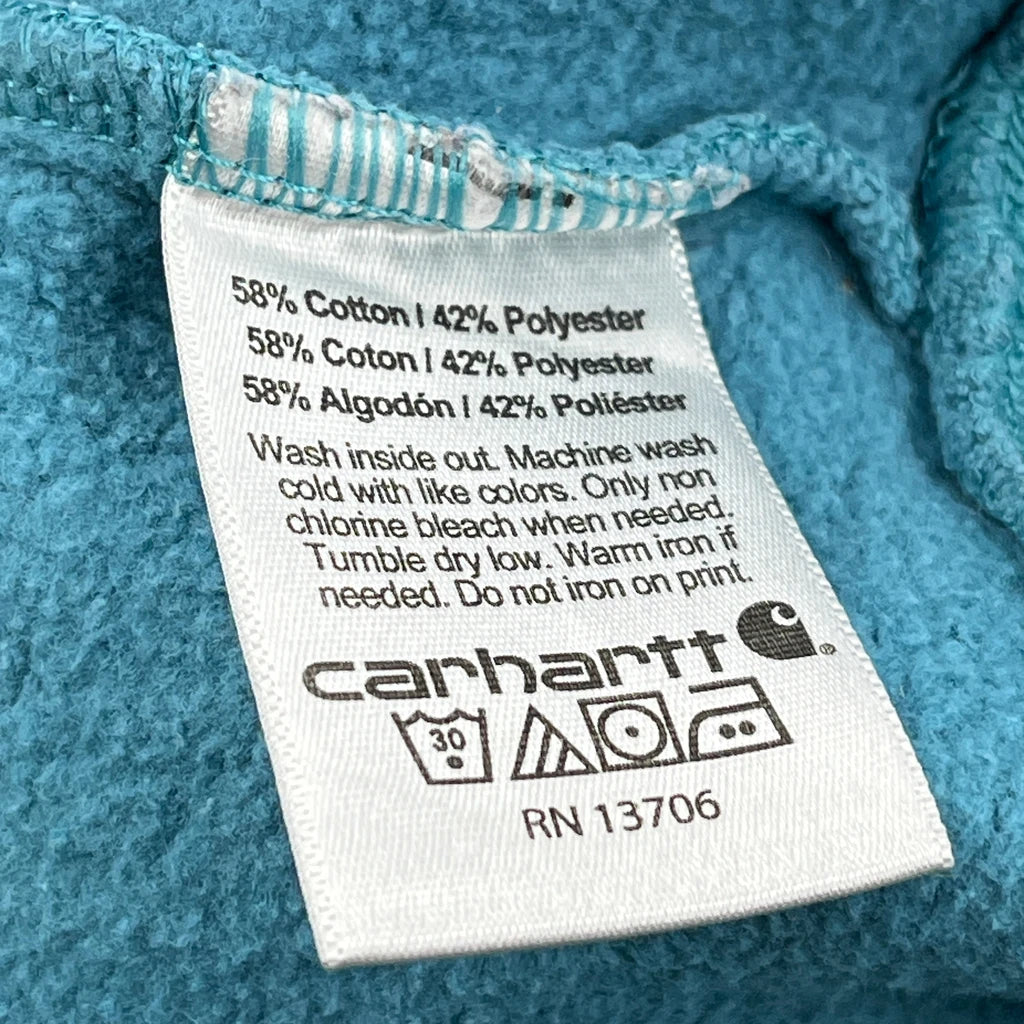 58% Cotton / 42% Polyester
58% Coton / 42% Polyester
58% Algodón / 42% Poliéster
Wash inside out. Machine wash
cold with like colors. Only non
chlorine bleach when needed.
Tumble dry low. Warm iron if
needed. Do not iron on print.
carhartt ®
30
RN 13706